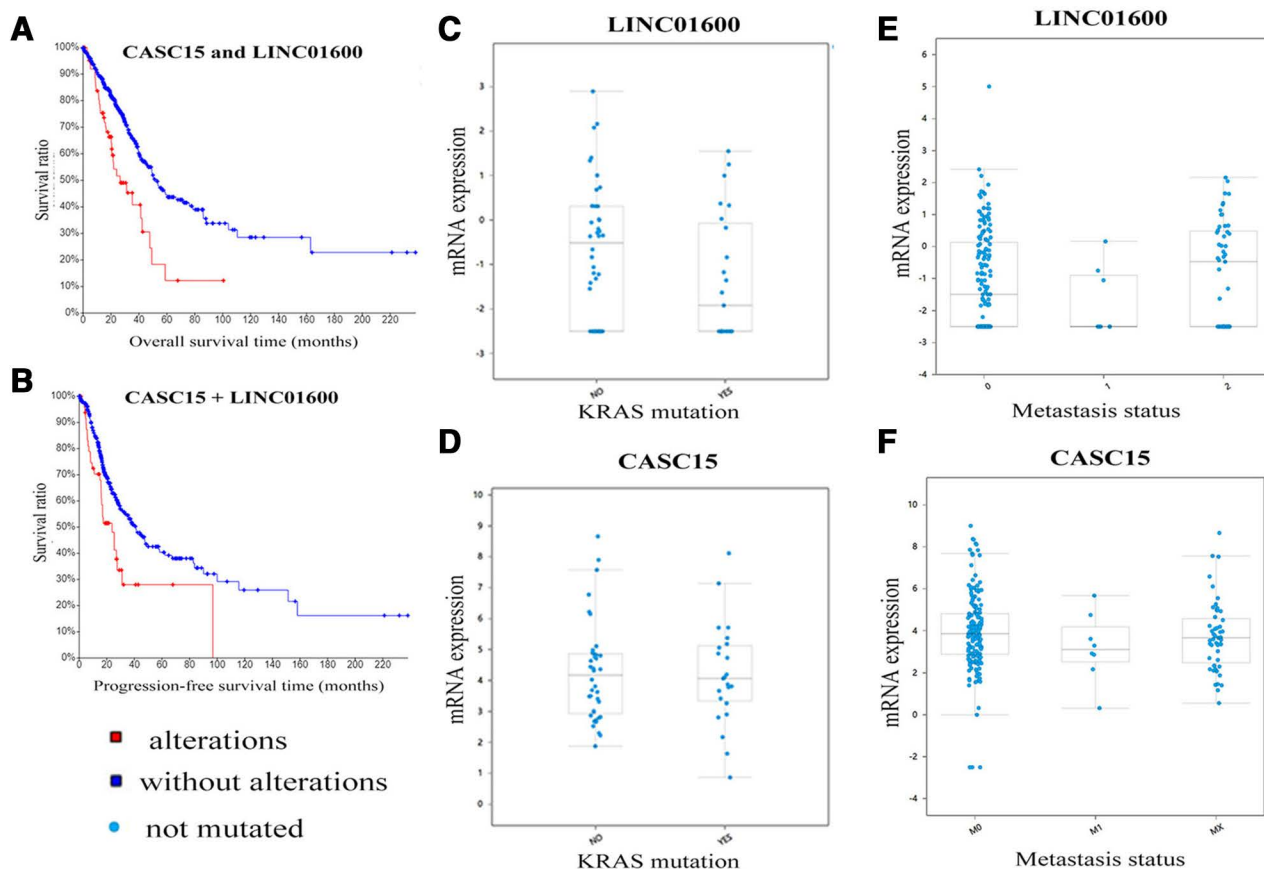 A
CASC15 and LINC01600
100%
90%
80%
70%
60%
50%
40%
30%
20%
10%
0%
0 20 40 60 80 100 120 140 160 180 200 220
Survival ratio
Overall survival time (months)
B
CASC15 + LINC01600
100%
90%
80%
70%
60%
50%
40%
30%
20%
10%
0%
0 20 40 60 80 100 120 140 160 180 200 220
Survival ratio
Progression-free survival time (months)
alterations
without alterations
not mutated
C
LINC01600
3
2
1
0
-1
-2
-3
mRNA expression
NO YES
KRAS mutation
D
CASC15
10
9
8
7
6
5
4
3
2
1
0
mRNA expression
NO YES
KRAS mutation
E
LINC01600
6
5
4
3
2
1
0
-1
-2
-3
-4
mRNA expression
0 1 2
Metastasis status
F
CASC15
10
8
6
4
2
0
-2
-4
mRNA expression
M0 M1 MX
Metastasis status